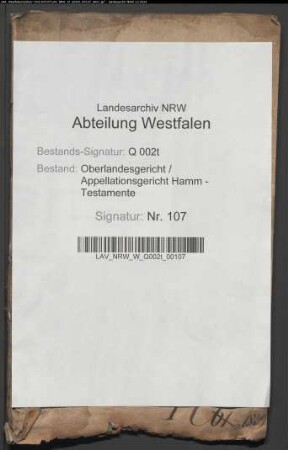 Landesarchiv NRW
Abteilung Westfalen
Bestands-Signatur: Q 002t
Bestand: Oberlandesgericht /
Appellationsgericht Hamm -
Testamente
Signatur: Nr. 107
LAV_NRW_W_Q002t_00107